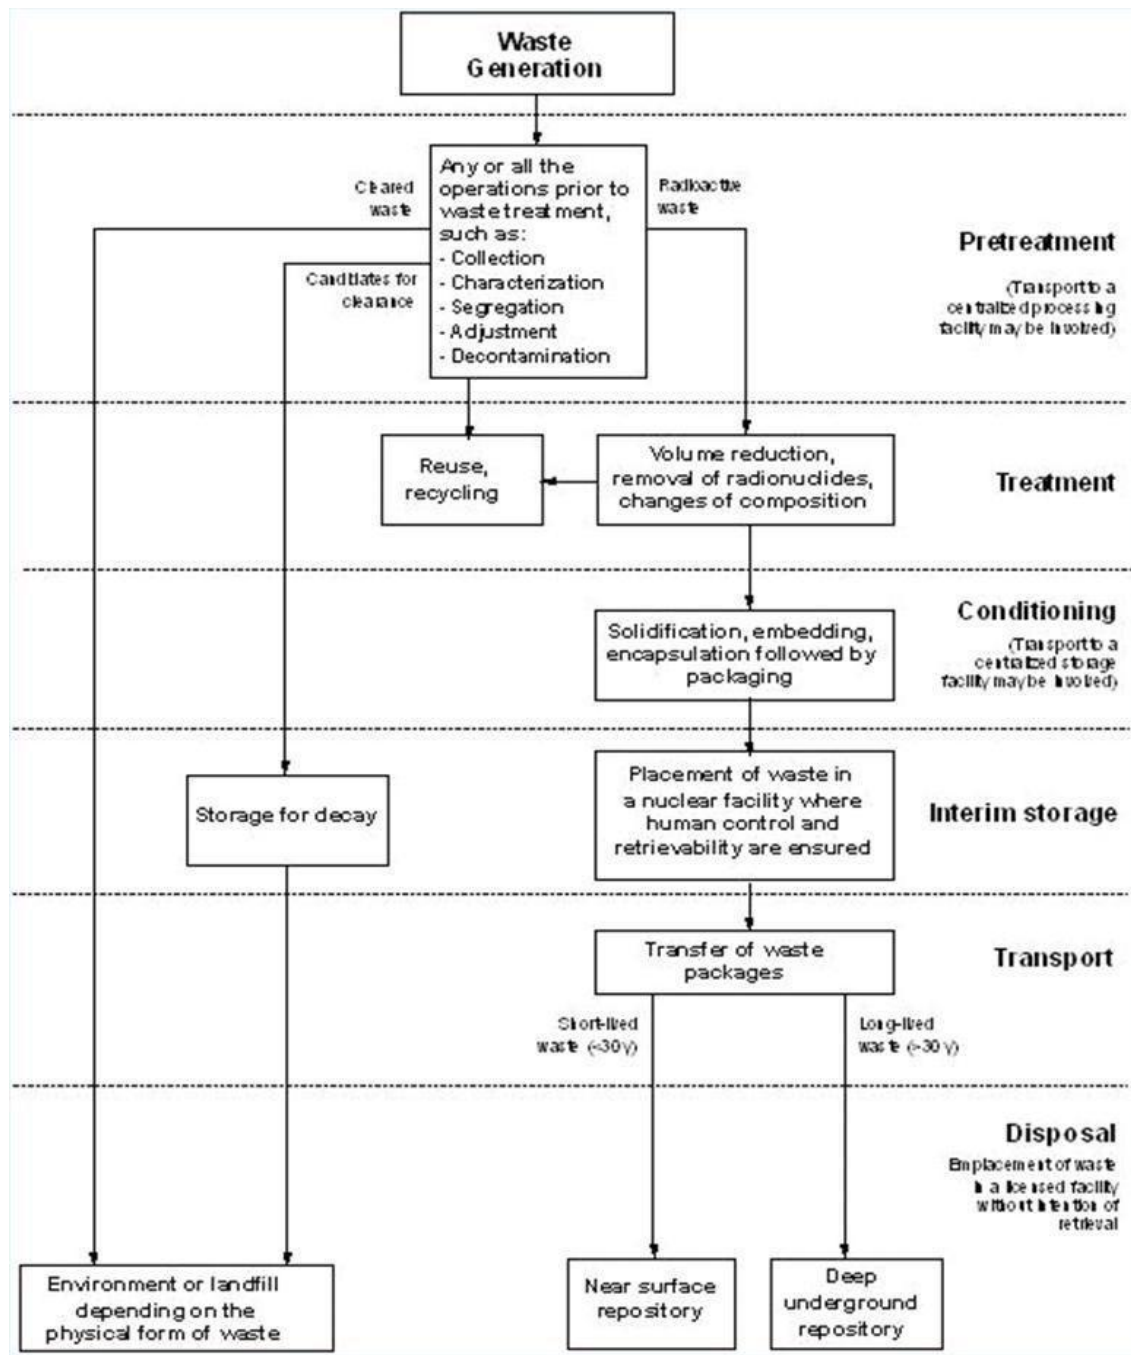 Waste
Generation
Any or all the
operations prior to
waste treatment,
such as:
- Collection
- Characterization
- Segregation
- Adjustment
- Decontamination
Cleared
waste
Radioactive
waste
Candidates for
clearance
Pretreatment
(Transport to a
centralized processing
facility may be involved)
Reuse,
recycling
Volume reduction,
removal of radionuclides,
changes of composition
Treatment
Solidification, embedding,
encapsulation followed by
packaging
Conditioning
(Transport to a
centralized storage
facility may be involved)
Storage for decay
Placement of waste in
a nuclear facility where
human control and
retrievability are ensured
Interim storage
Transfer of waste
packages
Transport
Short-lived
waste (<30 y)
Long-lived
waste (>30 y)
Disposal
Emplacement of waste
in a licensed facility
without intention of
retrieval
Environment or landfill
depending on the
physical form of waste
Near surface
repository
Deep
underground
repository